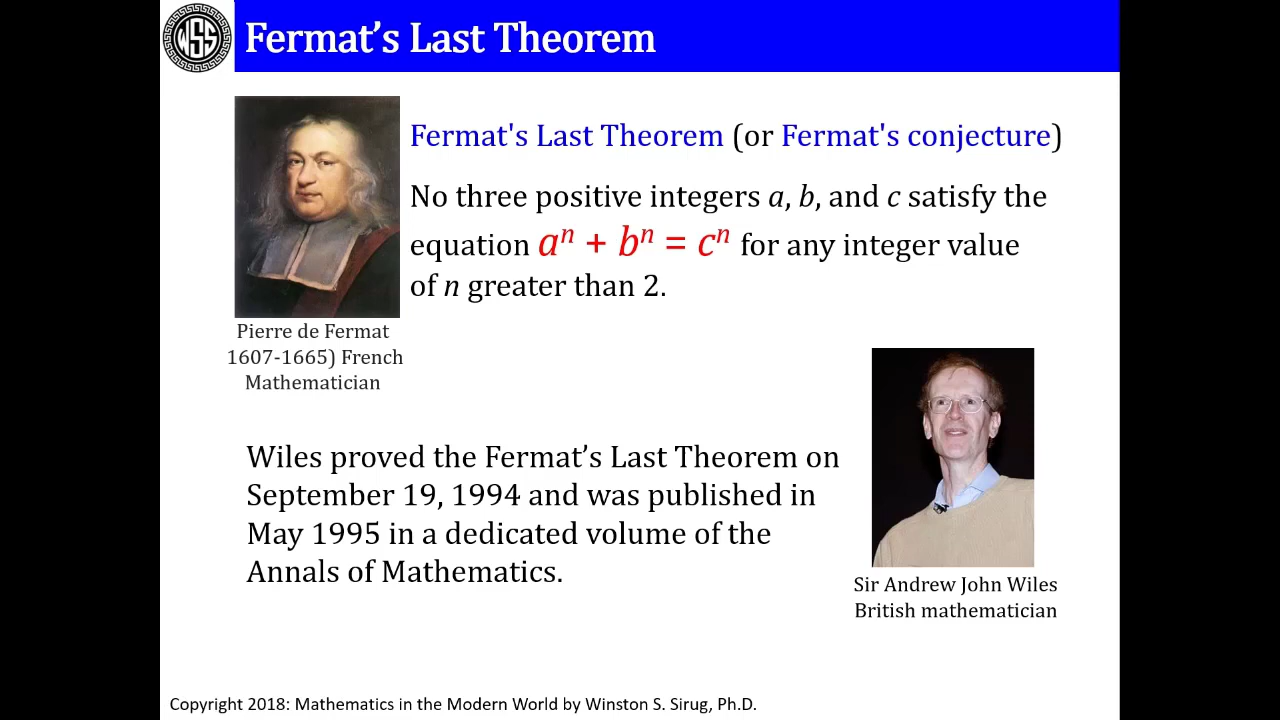 WSS
Fermat’s Last Theorem
Fermat's Last Theorem (or Fermat's conjecture)
No three positive integers a, b, and c satisfy the
equation aⁿ + bⁿ = cⁿ for any integer value
of n greater than 2.
Pierre de Fermat
1607-1665) French
Mathematician
Wiles proved the Fermat’s Last Theorem on
September 19, 1994 and was published in
May 1995 in a dedicated volume of the
Annals of Mathematics.
Sir Andrew John Wiles
British mathematician
Copyright 2018: Mathematics in the Modern World by Winston S. Sirug, Ph.D.